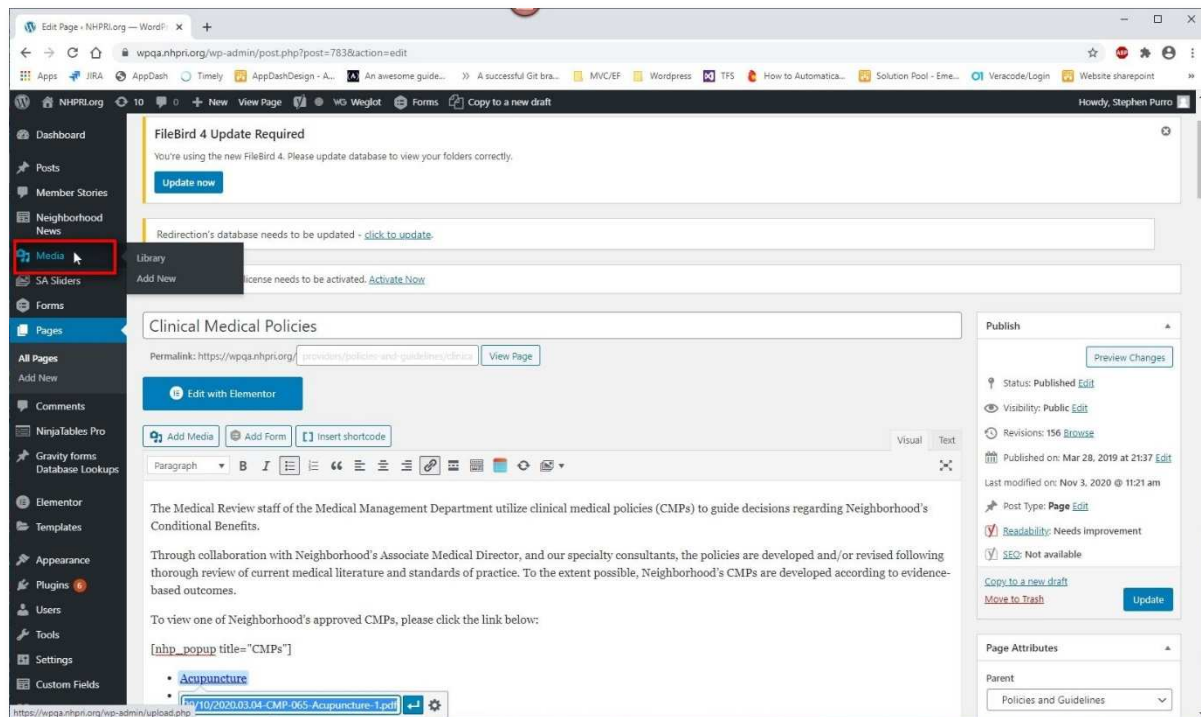 Edit Page ‹ NHPRI.org — WordPr
wpqa.nhpri.org/wp-admin/post.php?post=783&action=edit
Apps JIRA AppDash Timely AppDashDesign - A... An awesome guide... A successful Git bra... MVC/EF Wordpress TFS How to Automatica... Solution Pool - Eme... Veracode/Login Website sharepoint
NHPRI.org 10 0 + New View Page WG Weglot Forms Copy to a new draft Howdy, Stephen Purro
Dashboard
Posts
Member Stories
Neighborhood
News
Media
SA Sliders
Forms
Pages
All Pages
Add New
Comments
NinjaTables Pro
Gravity forms
Database Lookups
Elementor
Templates
Appearance
Plugins 6
Users
Tools
Settings
Custom Fields
Library
Add New
FileBird 4 Update Required
You're using the new FileBird 4. Please update database to view your folders correctly.
Update now
Redirection's database needs to be updated - click to update.
license needs to be activated. Activate Now
Clinical Medical Policies
Permalink: https://wpqa.nhpri.org/ providers/policies-and-guidelines/clinica View Page
Edit with Elementor
Add Media Add Form [ ] Insert shortcode Visual Text
Paragraph B I
The Medical Review staff of the Medical Management Department utilize clinical medical policies (CMPs) to guide decisions regarding Neighborhood's
Conditional Benefits.
Through collaboration with Neighborhood's Associate Medical Director, and our specialty consultants, the policies are developed and/or revised following
thorough review of current medical literature and standards of practice. To the extent possible, Neighborhood's CMPs are developed according to evidence-
based outcomes.
To view one of Neighborhood's approved CMPs, please click the link below:
[nhp_popup title="CMPs"]
• Acupuncture
/10/2020.03.04-CMP-065-Acupuncture-1.pdf
Publish
Preview Changes
Status: Published Edit
Visibility: Public Edit
Revisions: 156 Browse
Published on: Mar 28, 2019 at 21:37 Edit
Last modified on: Nov 3, 2020 @ 11:21 am
Post Type: Page Edit
Readability: Needs improvement
SEO: Not available
Copy to a new draft
Move to Trash
Update
Page Attributes
Parent
Policies and Guidelines
https://wpqa.nhpri.org/wp-admin/upload.php